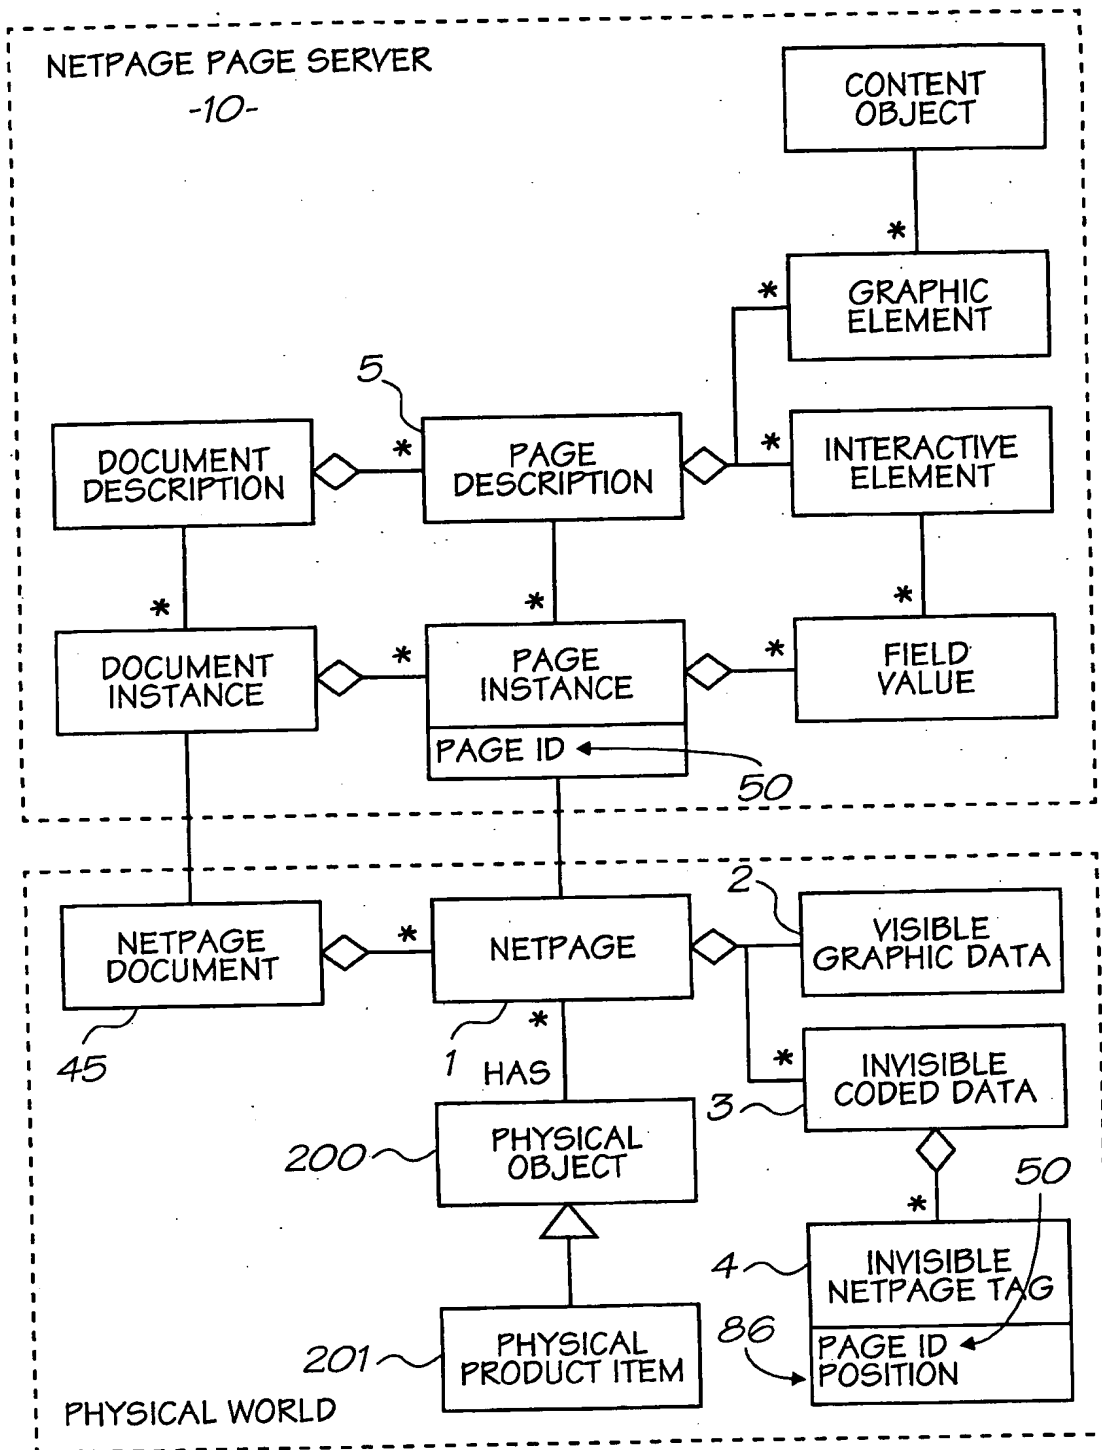 NETPAGE PAGE SERVER
-10-
CONTENT
OBJECT
*
GRAPHIC
ELEMENT
*
5
DOCUMENT
DESCRIPTION
*
PAGE
DESCRIPTION
*
INTERACTIVE
ELEMENT
*
*
*
DOCUMENT
INSTANCE
*
PAGE
INSTANCE
*
FIELD
VALUE
PAGE ID
50
2
NETPAGE
DOCUMENT
*
NETPAGE
VISIBLE
GRAPHIC DATA
45
1
*
HAS
*
INVISIBLE
CODED DATA
3
200
PHYSICAL
OBJECT
50
*
4
INVISIBLE
NETPAGE TAG
86
PAGE ID
POSITION
201
PHYSICAL
PRODUCT ITEM
PHYSICAL WORLD